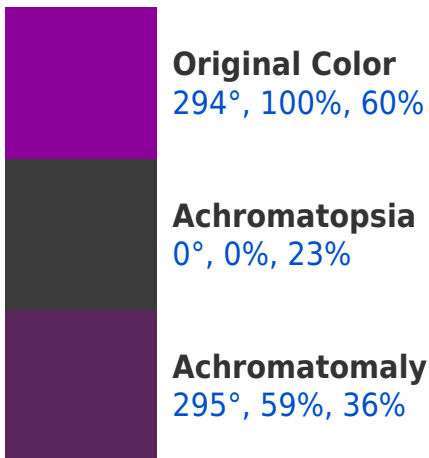 Original Color
294°, 100%, 60%
Achromatopsia
0°, 0%, 23%
Achromatomaly
295°, 59%, 36%